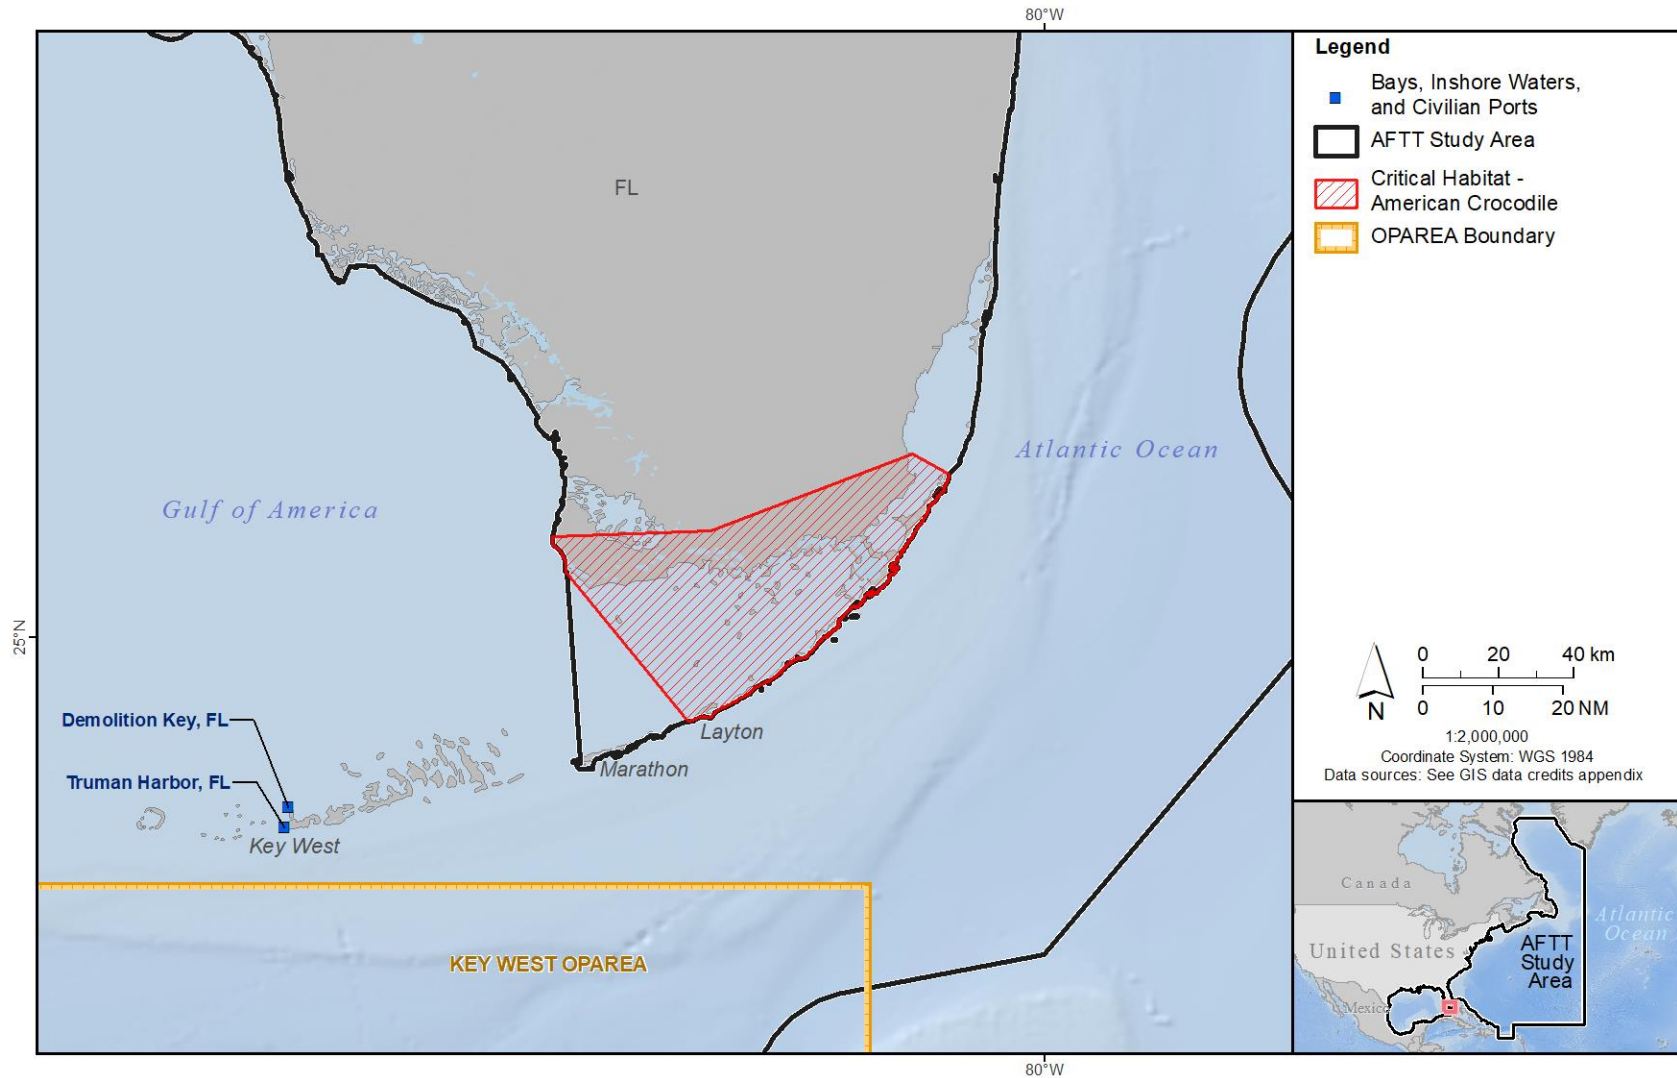 80°W
Legend
Bays, Inshore Waters,
and Civilian Ports
AFTT Study Area
Critical Habitat -
American Crocodile
OPAREA Boundary
FL
Atlantic Ocean
Gulf of America
25°N
Demolition Key, FL
Truman Harbor, FL
Layton
Marathon
Key West
KEY WEST OPAREA
80°W
N
0 20 40 km
0 10 20 NM
1:2,000,000
Coordinate System: WGS 1984
Data sources: See GIS data credits appendix
Canada
United States
Mexico
Atlantic
Ocean
AFTT
Study
Area